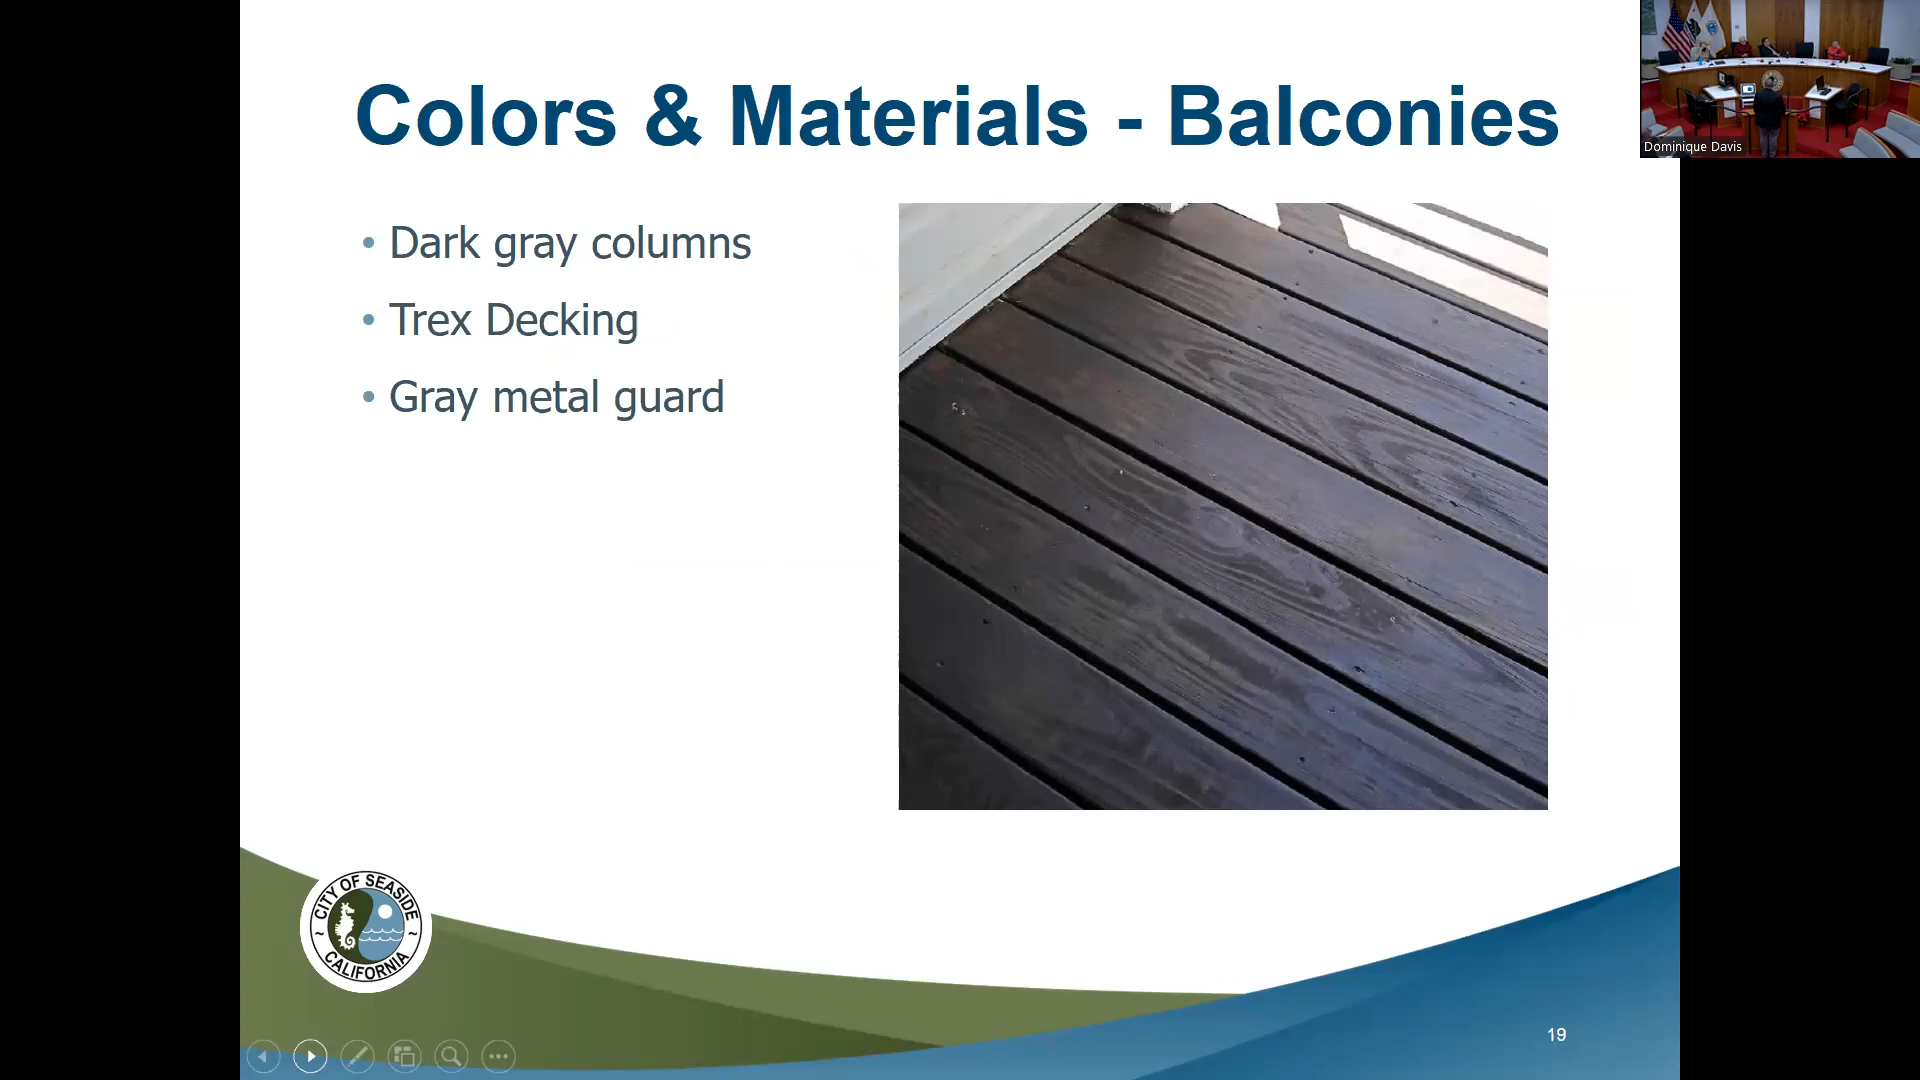 Colors & Materials - Balconies
Dominique Davis
• Dark gray columns
• Trex Decking
• Gray metal guard
~ CITY OF SEASIDE ~
CALIFORNIA
19